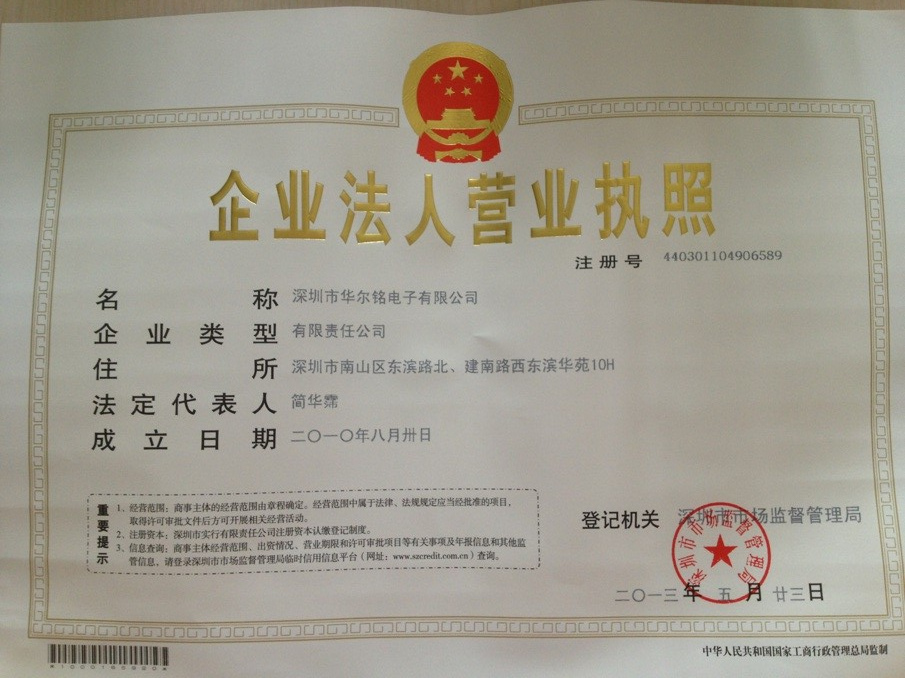 企业法人营业执照
注册号 440301104906589
名称 深圳市华尔铭电子有限公司
企业类型 有限责任公司
住所 深圳市南山区东滨路北、建南路西东滨华苑10H
法定代表人 简华霈
成立日期 二〇一〇年八月卅日
重要提示
1、经营范围：商事主体的经营范围由章程确定。经营范围中属于法律、法规规定应当经批准的项目，
取得许可审批文件后方可开展相关经营活动。
2、注册资本：深圳市实行有限责任公司注册资本认缴登记制度。
3、信息查询：商事主体经营范围、出资情况、营业期限和许可审批项目等有关事项及年报信息和其他监
管信息，请登录深圳市市场监督管理局临时信用信息平台（网址：www.szcredit.com.cn）查询。
登记机关 深圳市市场监督管理局
深圳市市场监督管理局
二〇一三年五月廿三日
中华人民共和国国家工商行政管理总局监制